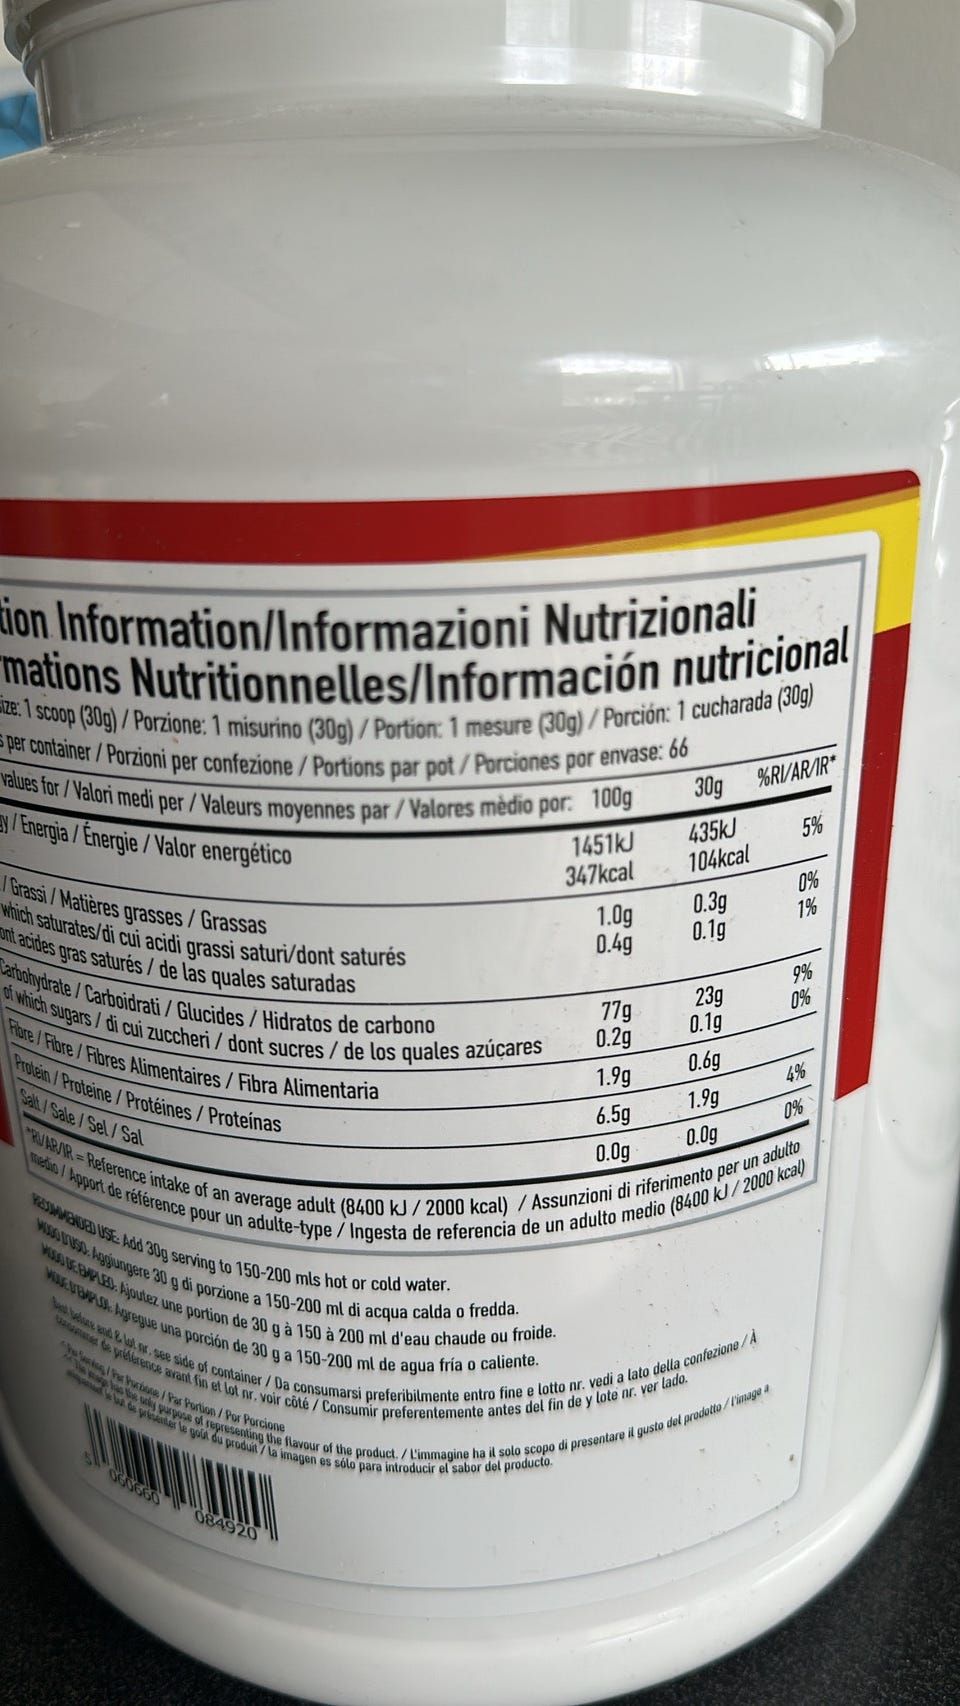 tion Information/Informazioni Nutrizionali
rmations Nutritionnelles/Información nutricional
ize: 1 scoop (30g) / Porzione: 1 misurino (30g) / Portion: 1 mesure (30g) / Porción: 1 cucharada (30g)
s per container / Porzioni per confezione / Portions par pot / Porciones por envase: 66
values for / Valori medi per / Valeurs moyennes par / Valores mèdio por: 100g 30g %RI/AR/IR*
gy / Energia / Énergie / Valor energético 1451kJ 435kJ 5%
347kcal 104kcal
/ Grassi / Matières grasses / Grassas 1.0g 0.3g 0%
which saturates/di cui acidi grassi saturi/dont saturés 0.4g 0.1g 1%
ont acides gras saturés / de las quales saturadas
Carbohydrate / Carboidrati / Glucides / Hidratos de carbono 77g 23g 9%
of which sugars / di cui zuccheri / dont sucres / de los quales azúcares 0.2g 0.1g 0%
Fibre / Fibre / Fibres Alimentaires / Fibra Alimentaria 1.9g 0.6g
Protein / Proteine / Protéines / Proteínas 6.5g 1.9g 4%
Salt / Sale / Sel / Sal 0.0g 0.0g 0%
*RI/AR/IR = Reference intake of an average adult (8400 kJ / 2000 kcal) / Assunzioni di riferimento per un adulto
medio / Apport de référence pour un adulte-type / Ingesta de referencia de un adulto medio (8400 kJ / 2000 kcal)
RECOMMENDED USE: Add 30g serving to 150-200 mls hot or cold water.
MODO D'USO: Aggiungere 30 g di porzione a 150-200 ml di acqua calda o fredda.
MODO DE EMPLEO: Ajoutez une portion de 30 g à 150 à 200 ml d'eau chaude ou froide.
MODE D'EMPLOI: Agregue una porción de 30 g a 150-200 ml de agua fría o caliente.
Best before end & lot nr. see side of container / Da consumarsi preferibilmente entro fine e lotto nr. vedi a lato della confezione / À
consommer de préférence avant fin et lot nr. voir côté / Consumir preferentemente antes del fin de y lote nr. ver lado.
Per Serving / Per Porzione / Par Portion / Por Porcione
The image has the only purpose of representing the flavour of the product. / L'immagine ha il solo scopo di presentare il gusto del prodotto / l'image a
le but de présenter le goût du produit / la imagen es sólo para introducir el sabor del producto.
5 060660 084920